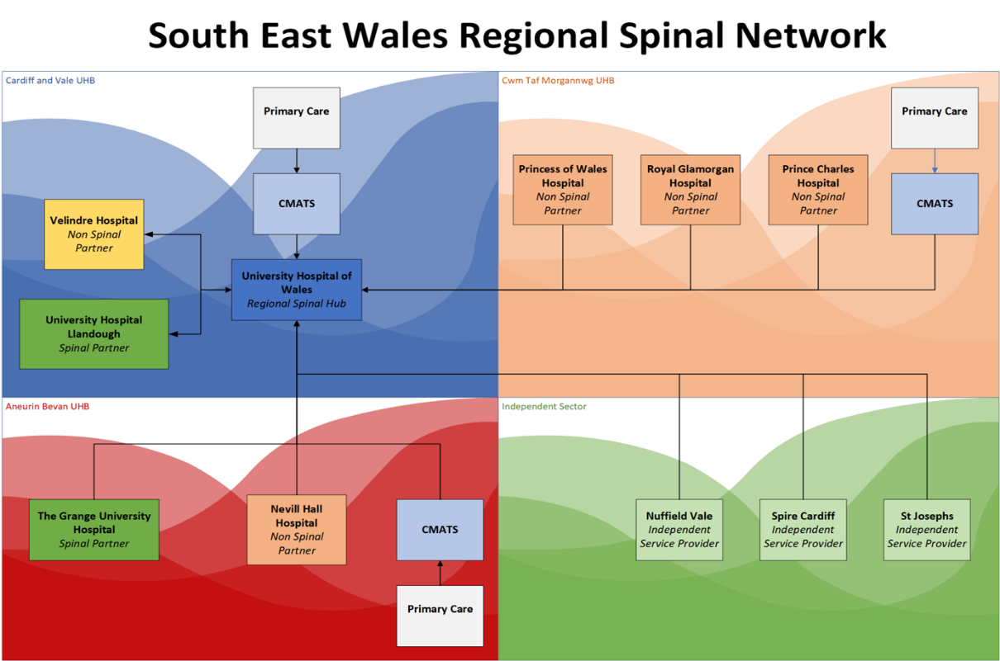 South East Wales Regional Spinal Network
Cardiff and Vale UHB
Primary Care
CMATS
Velindre Hospital
Non Spinal
Partner
University Hospital of
Wales
Regional Spinal Hub
University Hospital
Llandough
Spinal Partner
Cwm Taf Morgannwg UHB
Primary Care
Princess of Wales
Hospital
Non Spinal
Partner
Royal Glamorgan
Hospital
Non Spinal
Partner
Prince Charles
Hospital
Non Spinal
Partner
CMATS
Aneurin Bevan UHB
The Grange University
Hospital
Spinal Partner
Nevill Hall
Hospital
Non Spinal
Partner
CMATS
Primary Care
Independent Sector
Nuffield Vale
Independent
Service Provider
Spire Cardiff
Independent
Service Provider
St Josephs
Independent
Service Provider